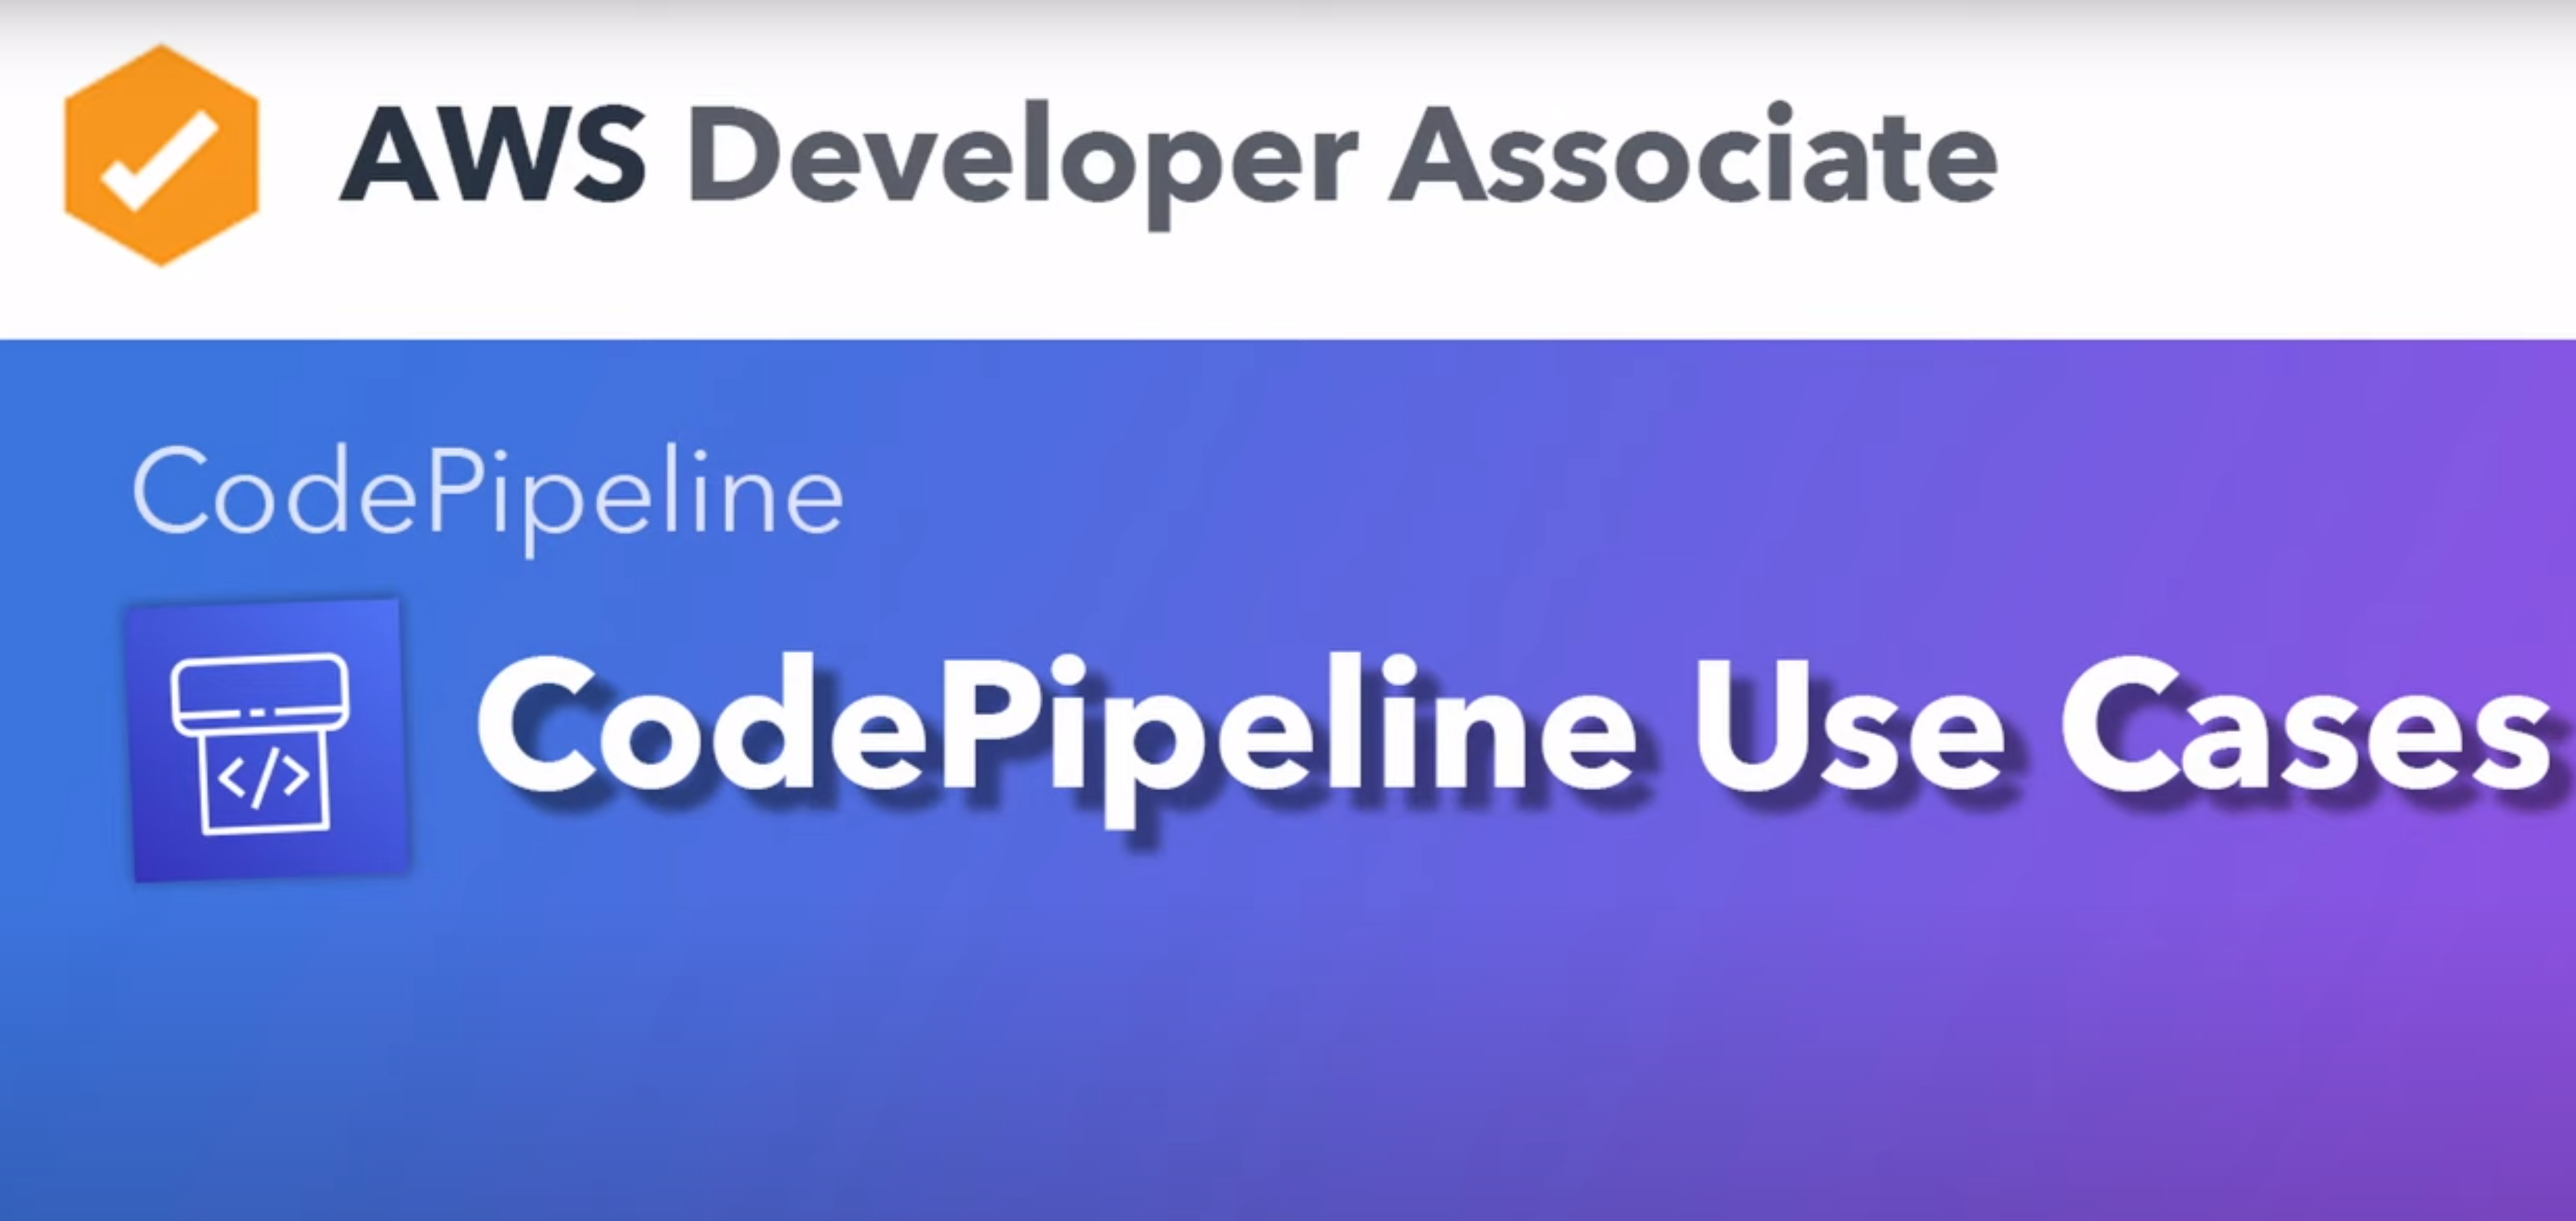 AWS Developer Associate
CodePipeline
</>
CodePipeline Use Cases